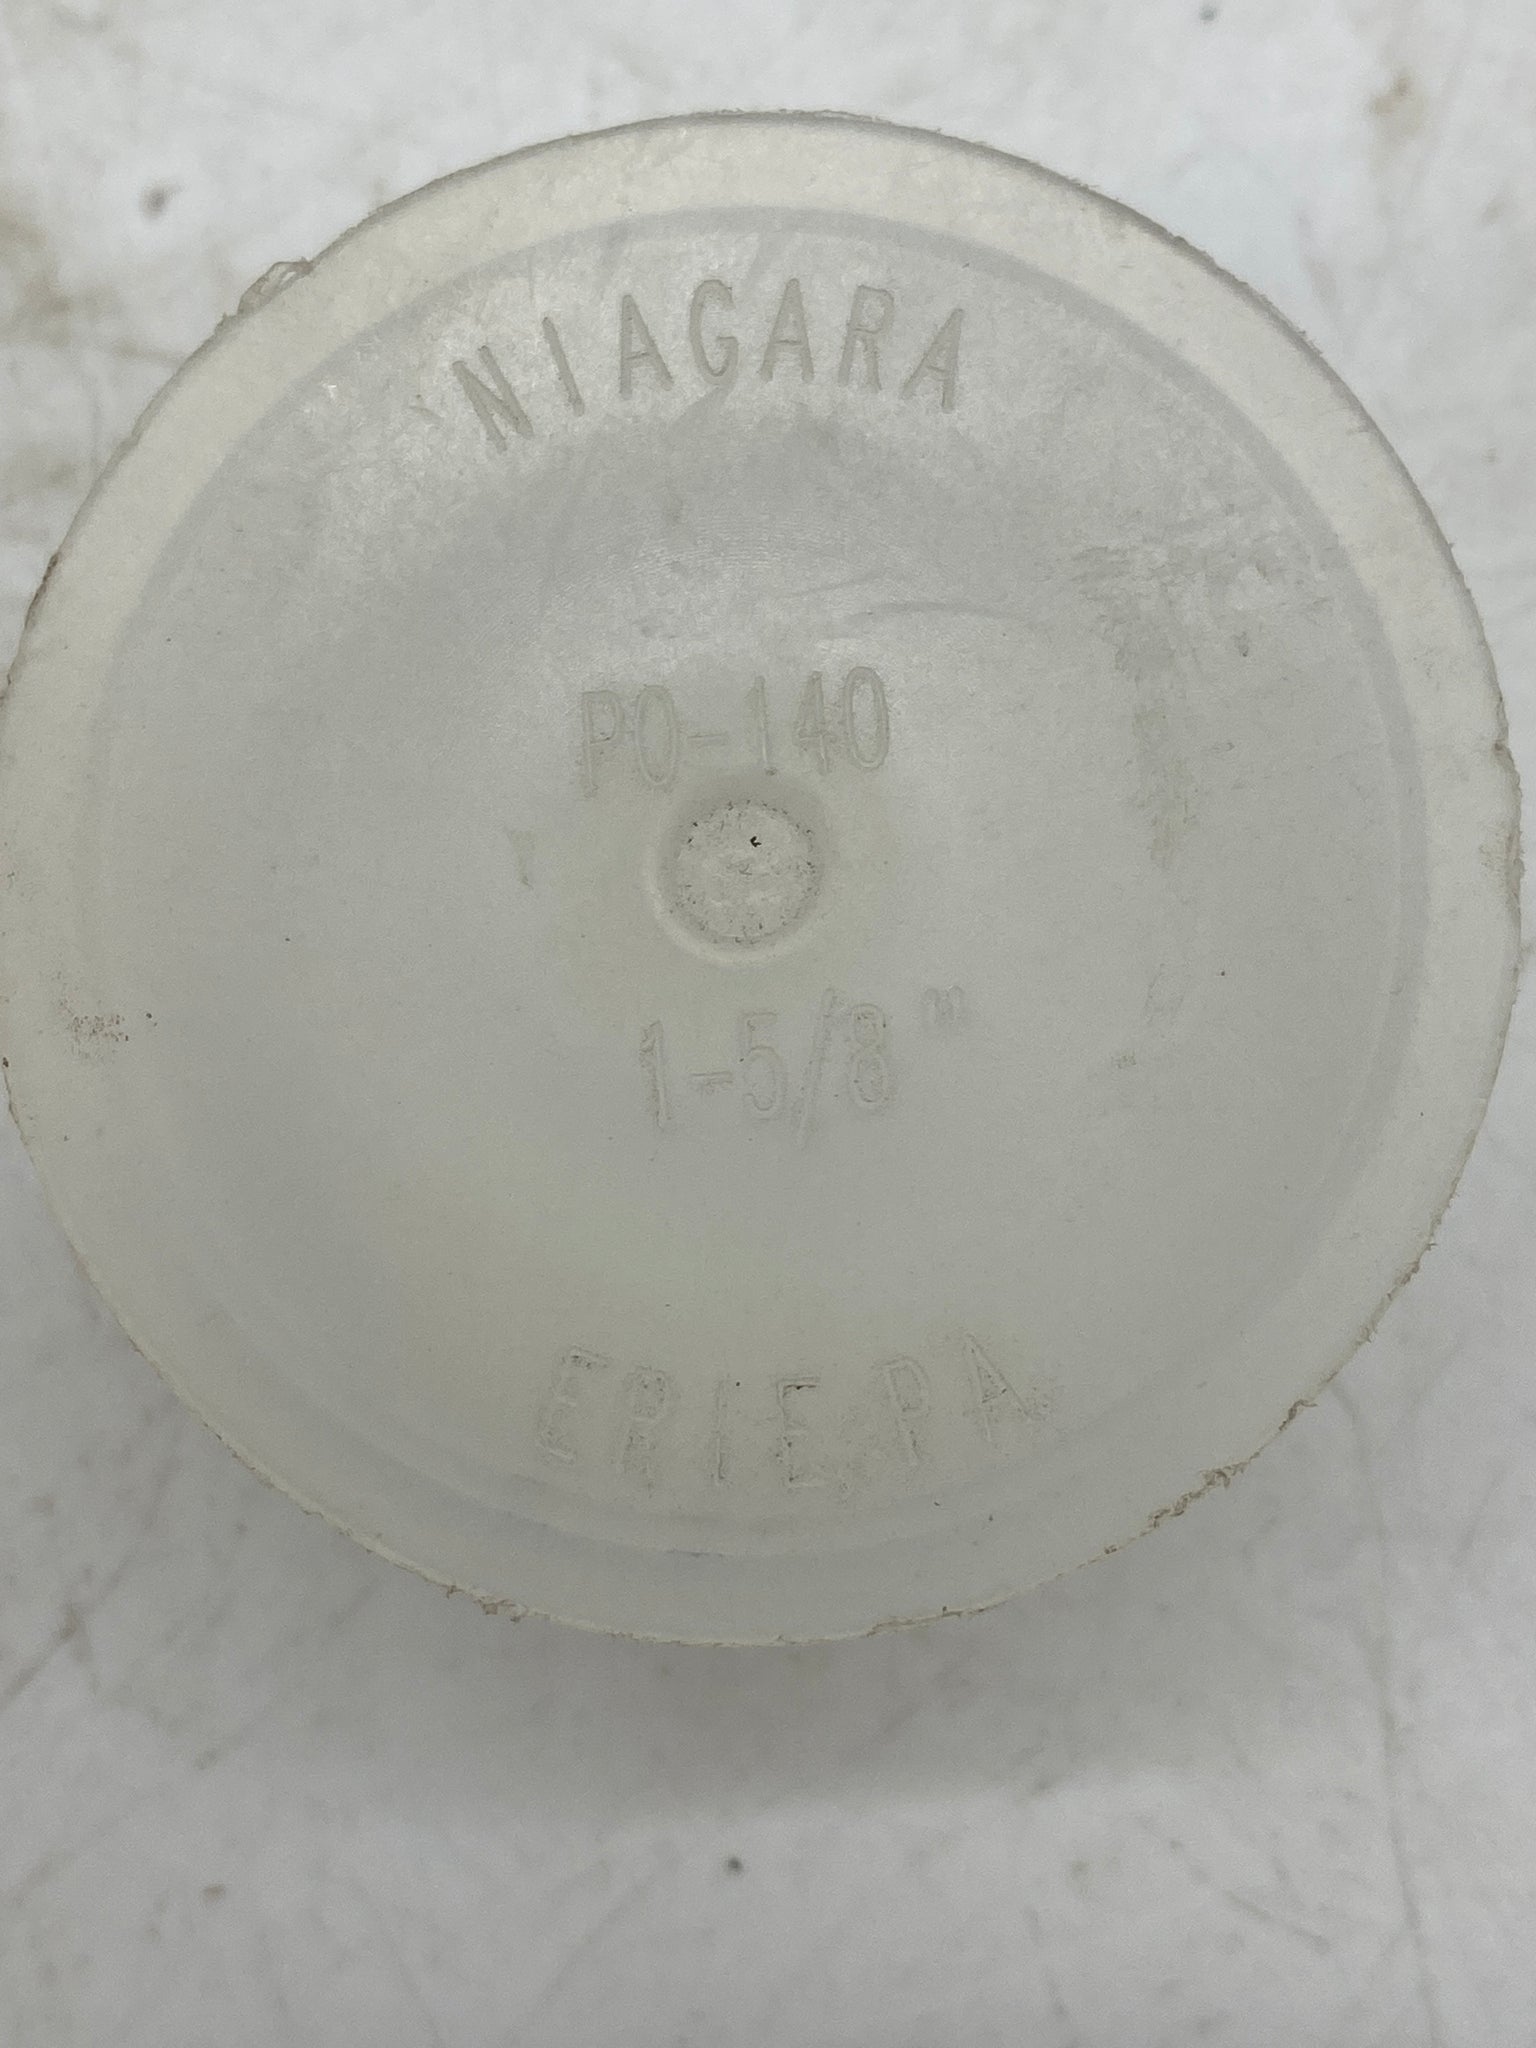 NIAGARA
PO-140
1-5/8"
ERIE.PA